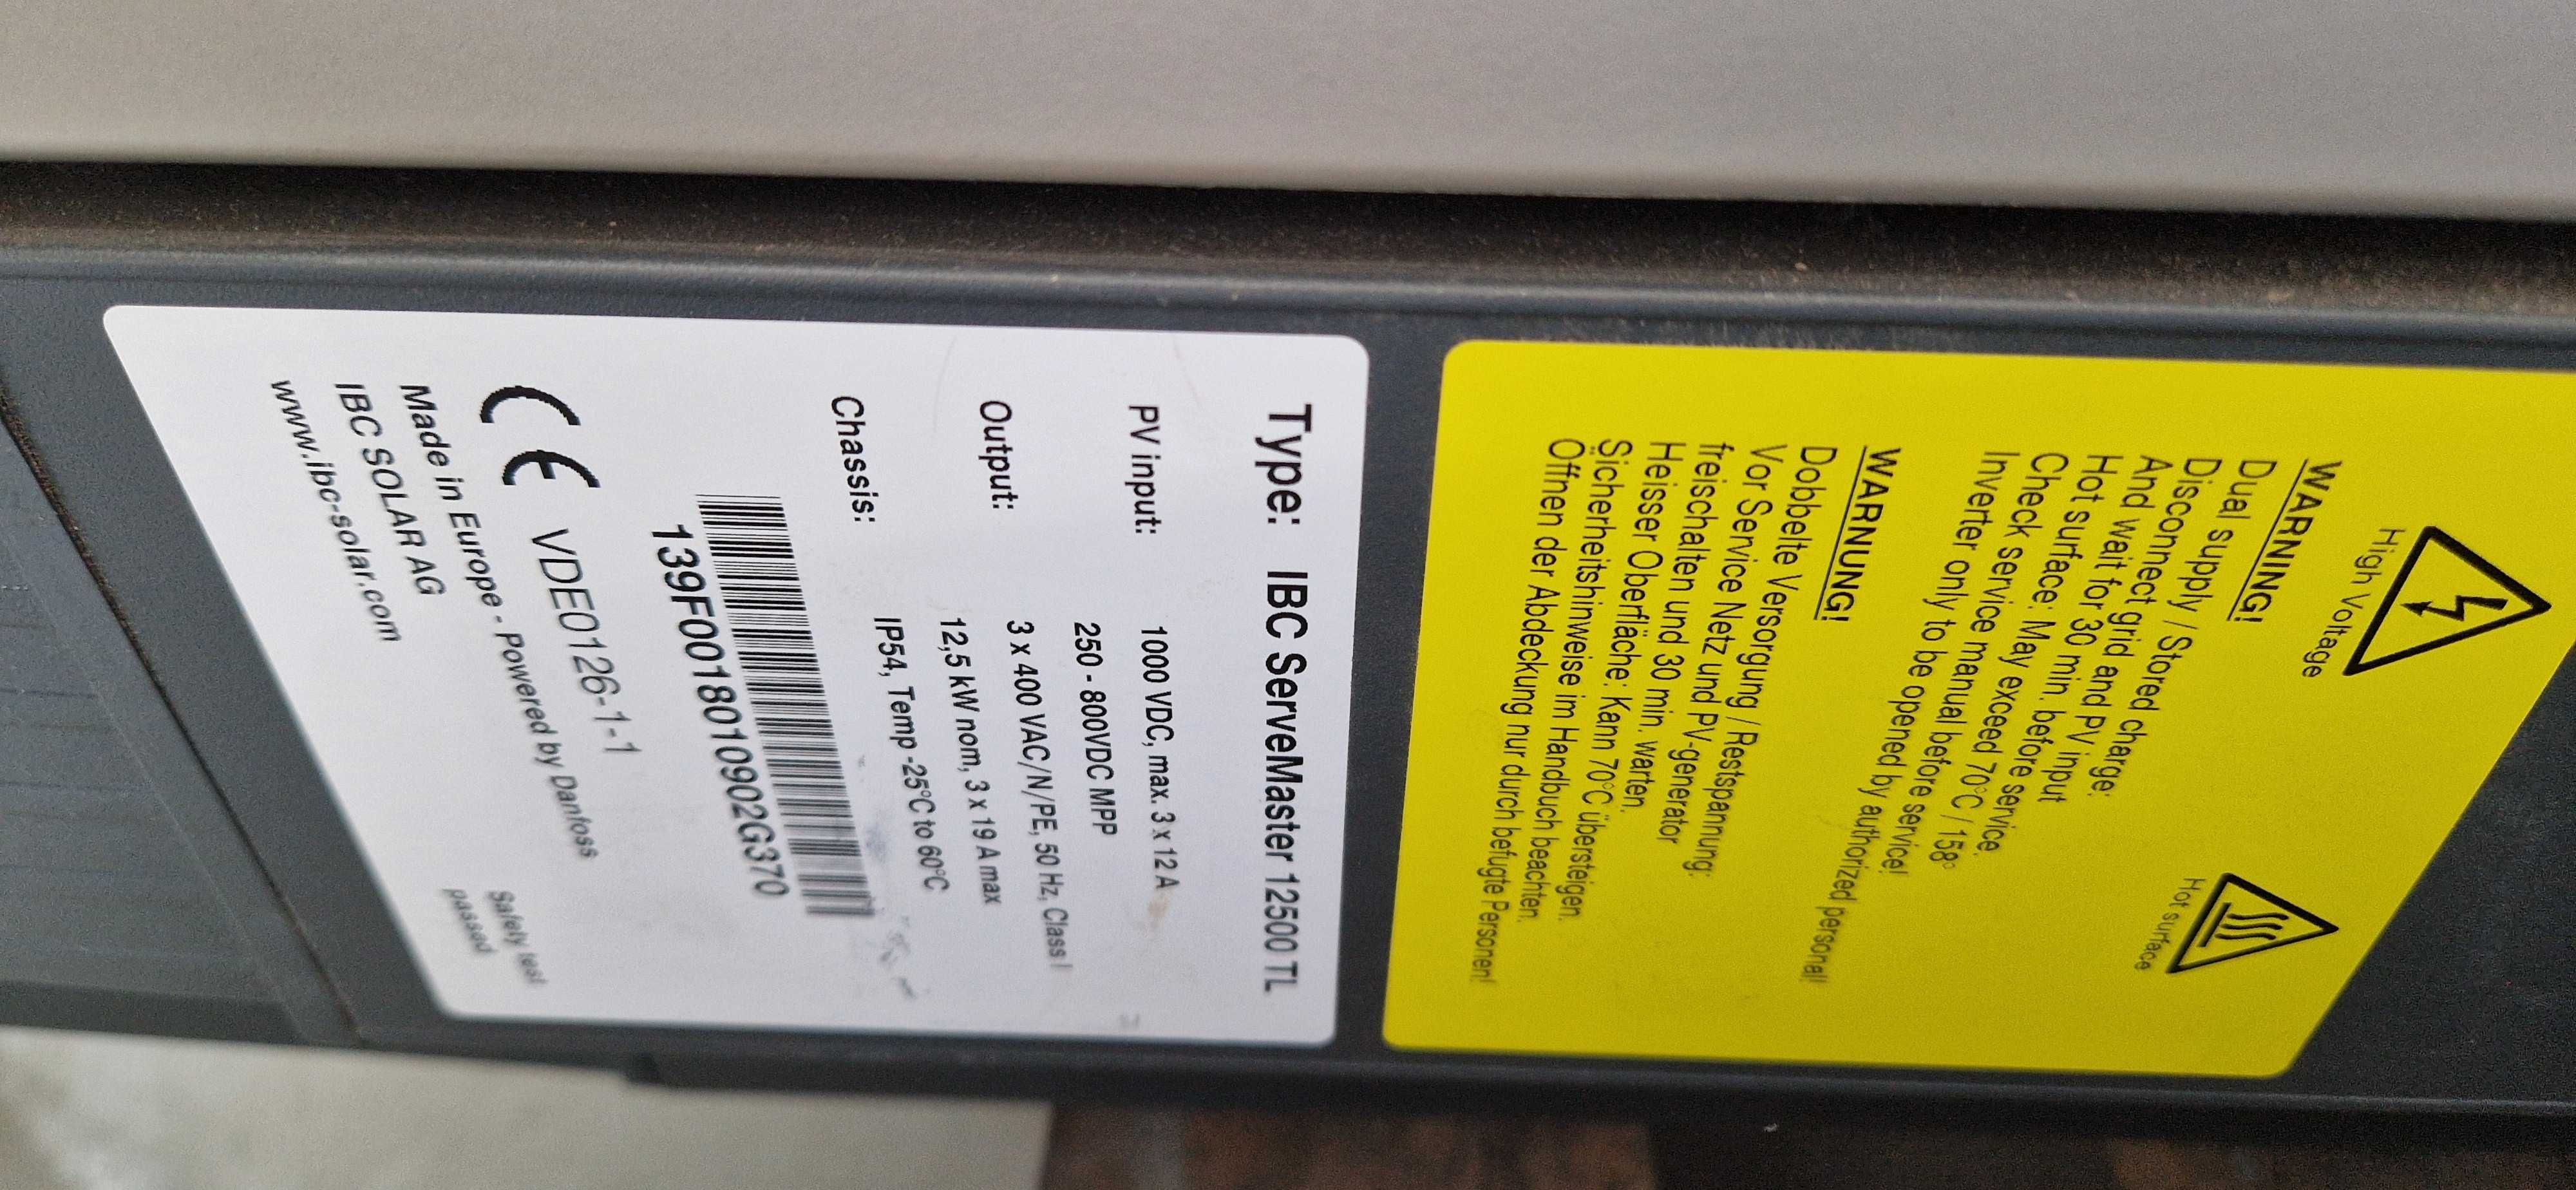 High Voltage
Hot surface
WARNING!
Dual supply / Stored charge:
Disconnect grid and PV input
And wait for 30 min. before service.
Hot surface: May exceed 70°C / 158°
Check service manual before service!
Inverter only to be opened by authorized personal!
WARNUNG!
Dobbelte Versorgung / Restspannung:
Vor Service Netz und PV-generator
freischalten und 30 min. warten.
Heisser Oberfläche: Kann 70°C übersteigen.
Sicherheitshinweise im Handbuch beachten.
Öffnen der Abdeckung nur durch befugte Personen!
Type: IBC ServeMaster 12500 TL
PV input: 1000 VDC, max. 3 x 12 A
250 - 800VDC MPP
Output: 3 x 400 VAC/N/PE, 50 Hz, Class I
12,5 kW nom, 3 x 19 A max
Chassis: IP54, Temp -25°C to 60°C
139F0018010902G370
CE VDE0126-1-1
Made in Europe - Powered by Danfoss
IBC SOLAR AG
www.ibc-solar.com
Safety test
passed